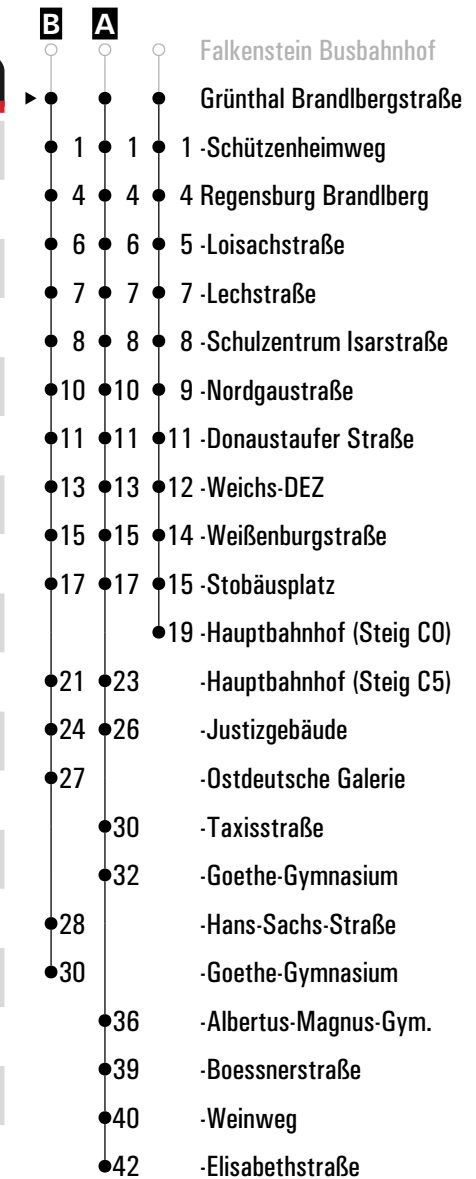 B A
Falkenstein Busbahnhof
Grünthal Brandlbergstraße
1 1 1 -Schützenheimweg
4 4 4 Regensburg Brandlberg
6 6 5 -Loisachstraße
7 7 7 -Lechstraße
8 8 8 -Schulzentrum Isarstraße
10 10 9 -Nordgaustraße
11 11 11 -Donaustaufer Straße
13 13 12 -Weichs-DEZ
15 15 14 -Weißenburgstraße
17 17 15 -Stobäusplatz
19 -Hauptbahnhof (Steig C0)
21 23 -Hauptbahnhof (Steig C5)
24 26 -Justizgebäude
27 -Ostdeutsche Galerie
30 -Taxisstraße
32 -Goethe-Gymnasium
28 -Hans-Sachs-Straße
30 -Goethe-Gymnasium
36 -Albertus-Magnus-Gym.
39 -Boessnerstraße
40 -Weinweg
42 -Elisabethstraße